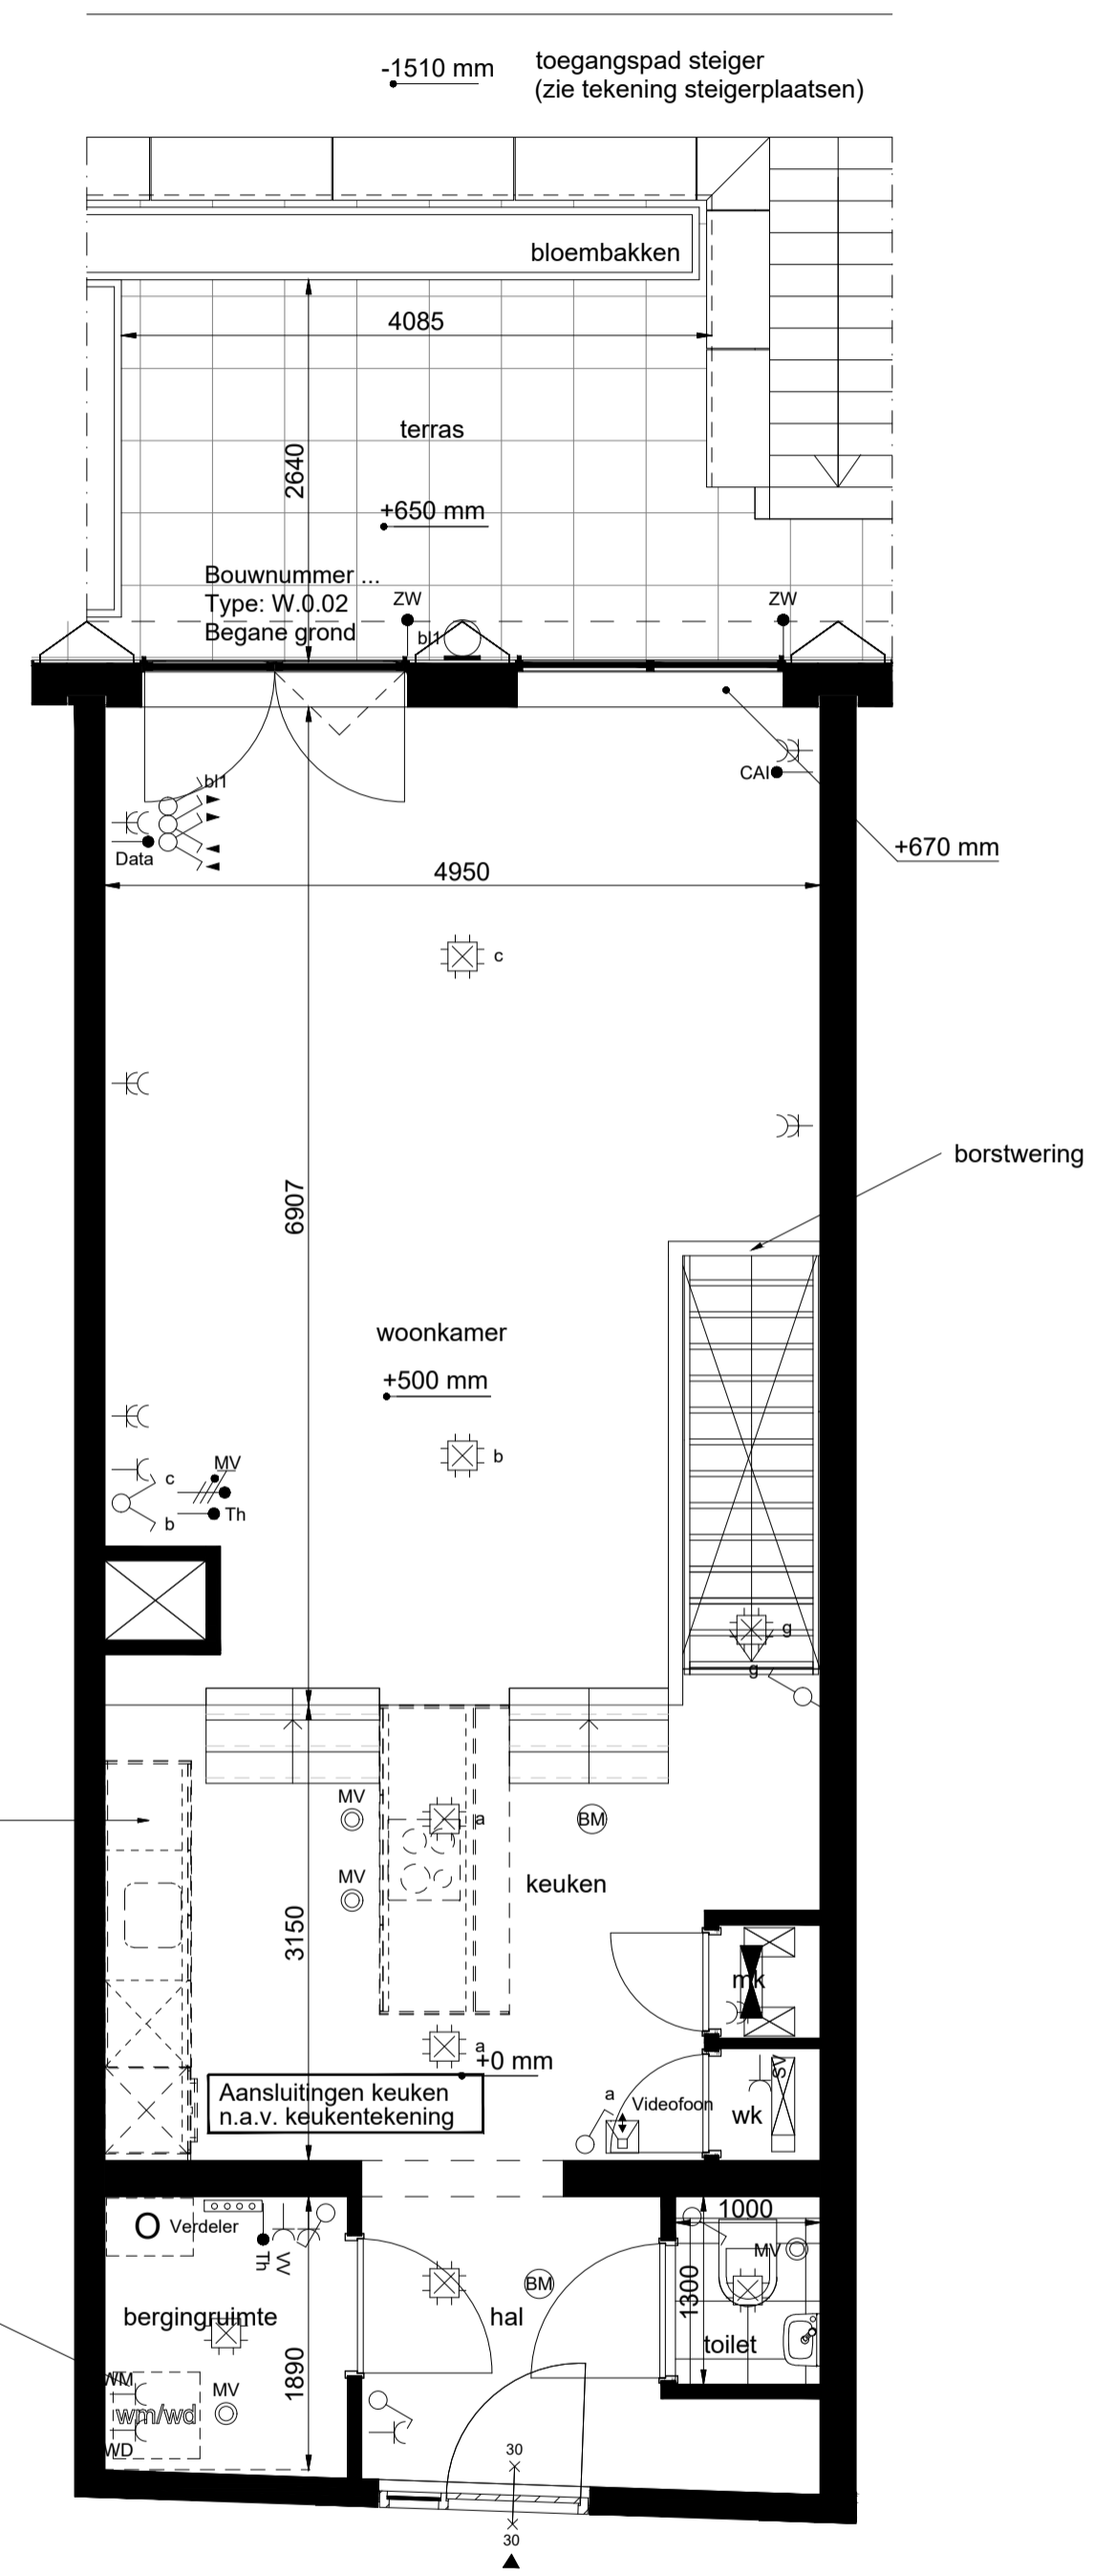 -1510 mm
toegangspad steiger
(zie tekening steigerplaatsen)
bloembakken
4085
terras
2640
+650 mm
Bouwnummer ...
Type: W.0.02
Begane grond
ZW
bl1
ZW
bl1
CAI
Data
+670 mm
4950
c
borstwering
6907
woonkamer
+500 mm
b
MV
c
Th
b
g
g
MV
a
BM
MV
keuken
3150
mk
a
+0 mm
Aansluitingen keuken
n.a.v. keukentekening
a
Videofoon
wk
SV
1000
O
Verdeler
Th
VV
MV
BM
1300
bergingruimte
hal
toilet
1890
WM
MV
wm/wd
WD
30
30